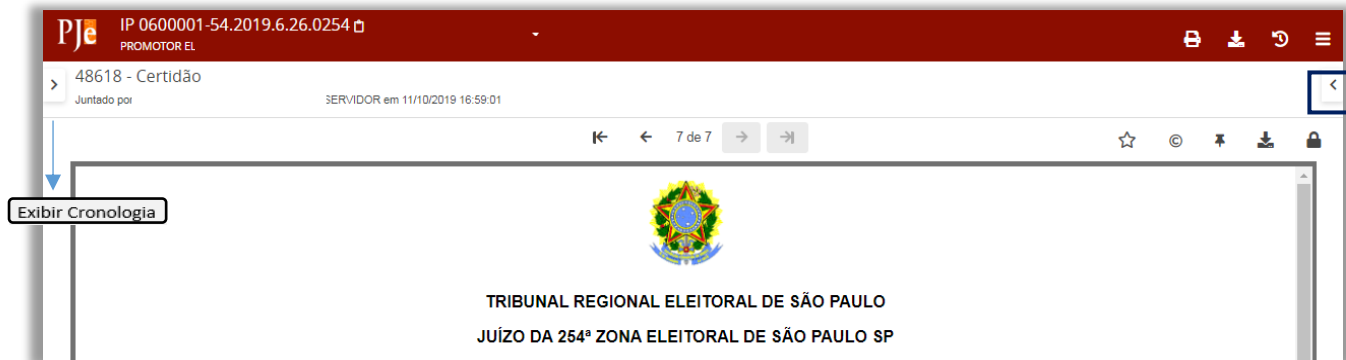 PJe IP 0600001-54.2019.6.26.0254
PROMOTOR EL
48618 - Certidão
Juntado por SERVIDOR em 11/10/2019 16:59:01
7 de 7
©
Exibir Cronologia
TRIBUNAL REGIONAL ELEITORAL DE SÃO PAULO
JUÍZO DA 254ª ZONA ELEITORAL DE SÃO PAULO SP